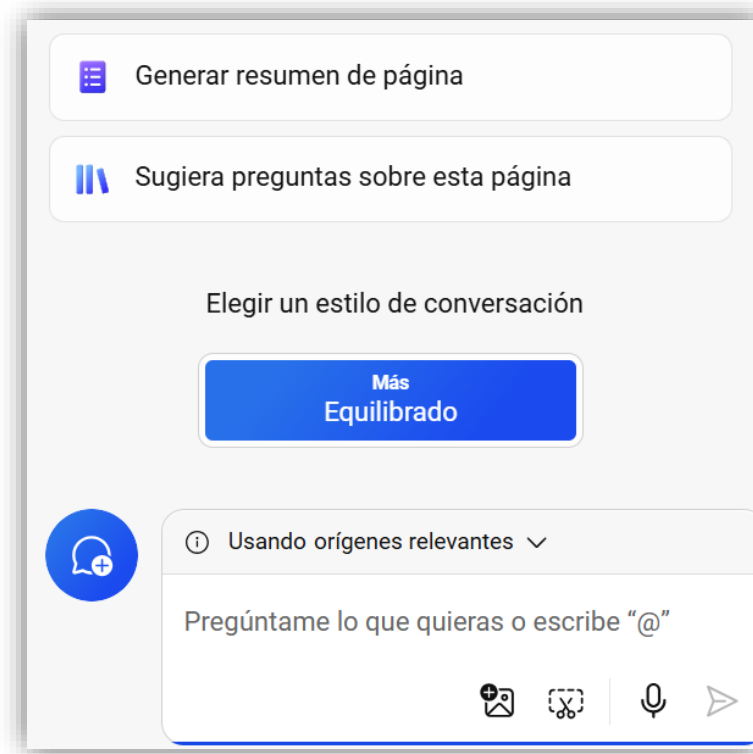 Generar resumen de página
Sugiera preguntas sobre esta página
Elegir un estilo de conversación
Más
Equilibrado
Usando orígenes relevantes
Pregúntame lo que quieras o escribe “@”